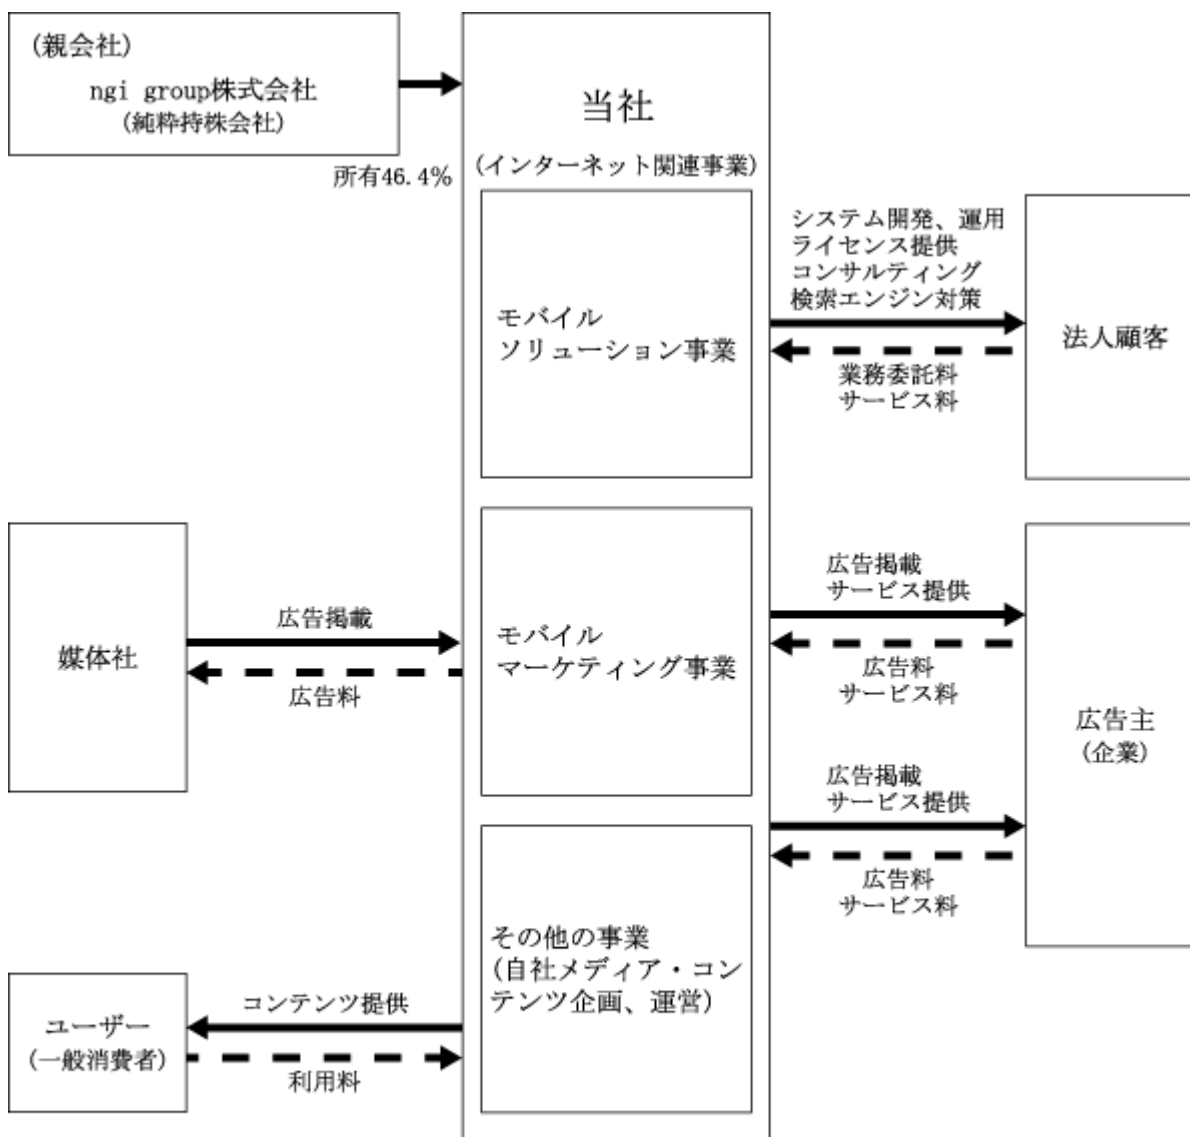 (親会社)
ngi group株式会社
(純粋持株会社)
所有46.4%
当社
(インターネット関連事業)
モバイル
ソリューション事業
システム開発、運用
ライセンス提供
コンサルティング
検索エンジン対策
業務委託料
サービス料
法人顧客
媒体社
広告掲載
広告料
モバイル
マーケティング事業
広告掲載
サービス提供
広告料
サービス料
広告主
(企業)
広告掲載
サービス提供
広告料
サービス料
その他の事業
(自社メディア・コン
テンツ企画、運営)
ユーザー
(一般消費者)
コンテンツ提供
利用料